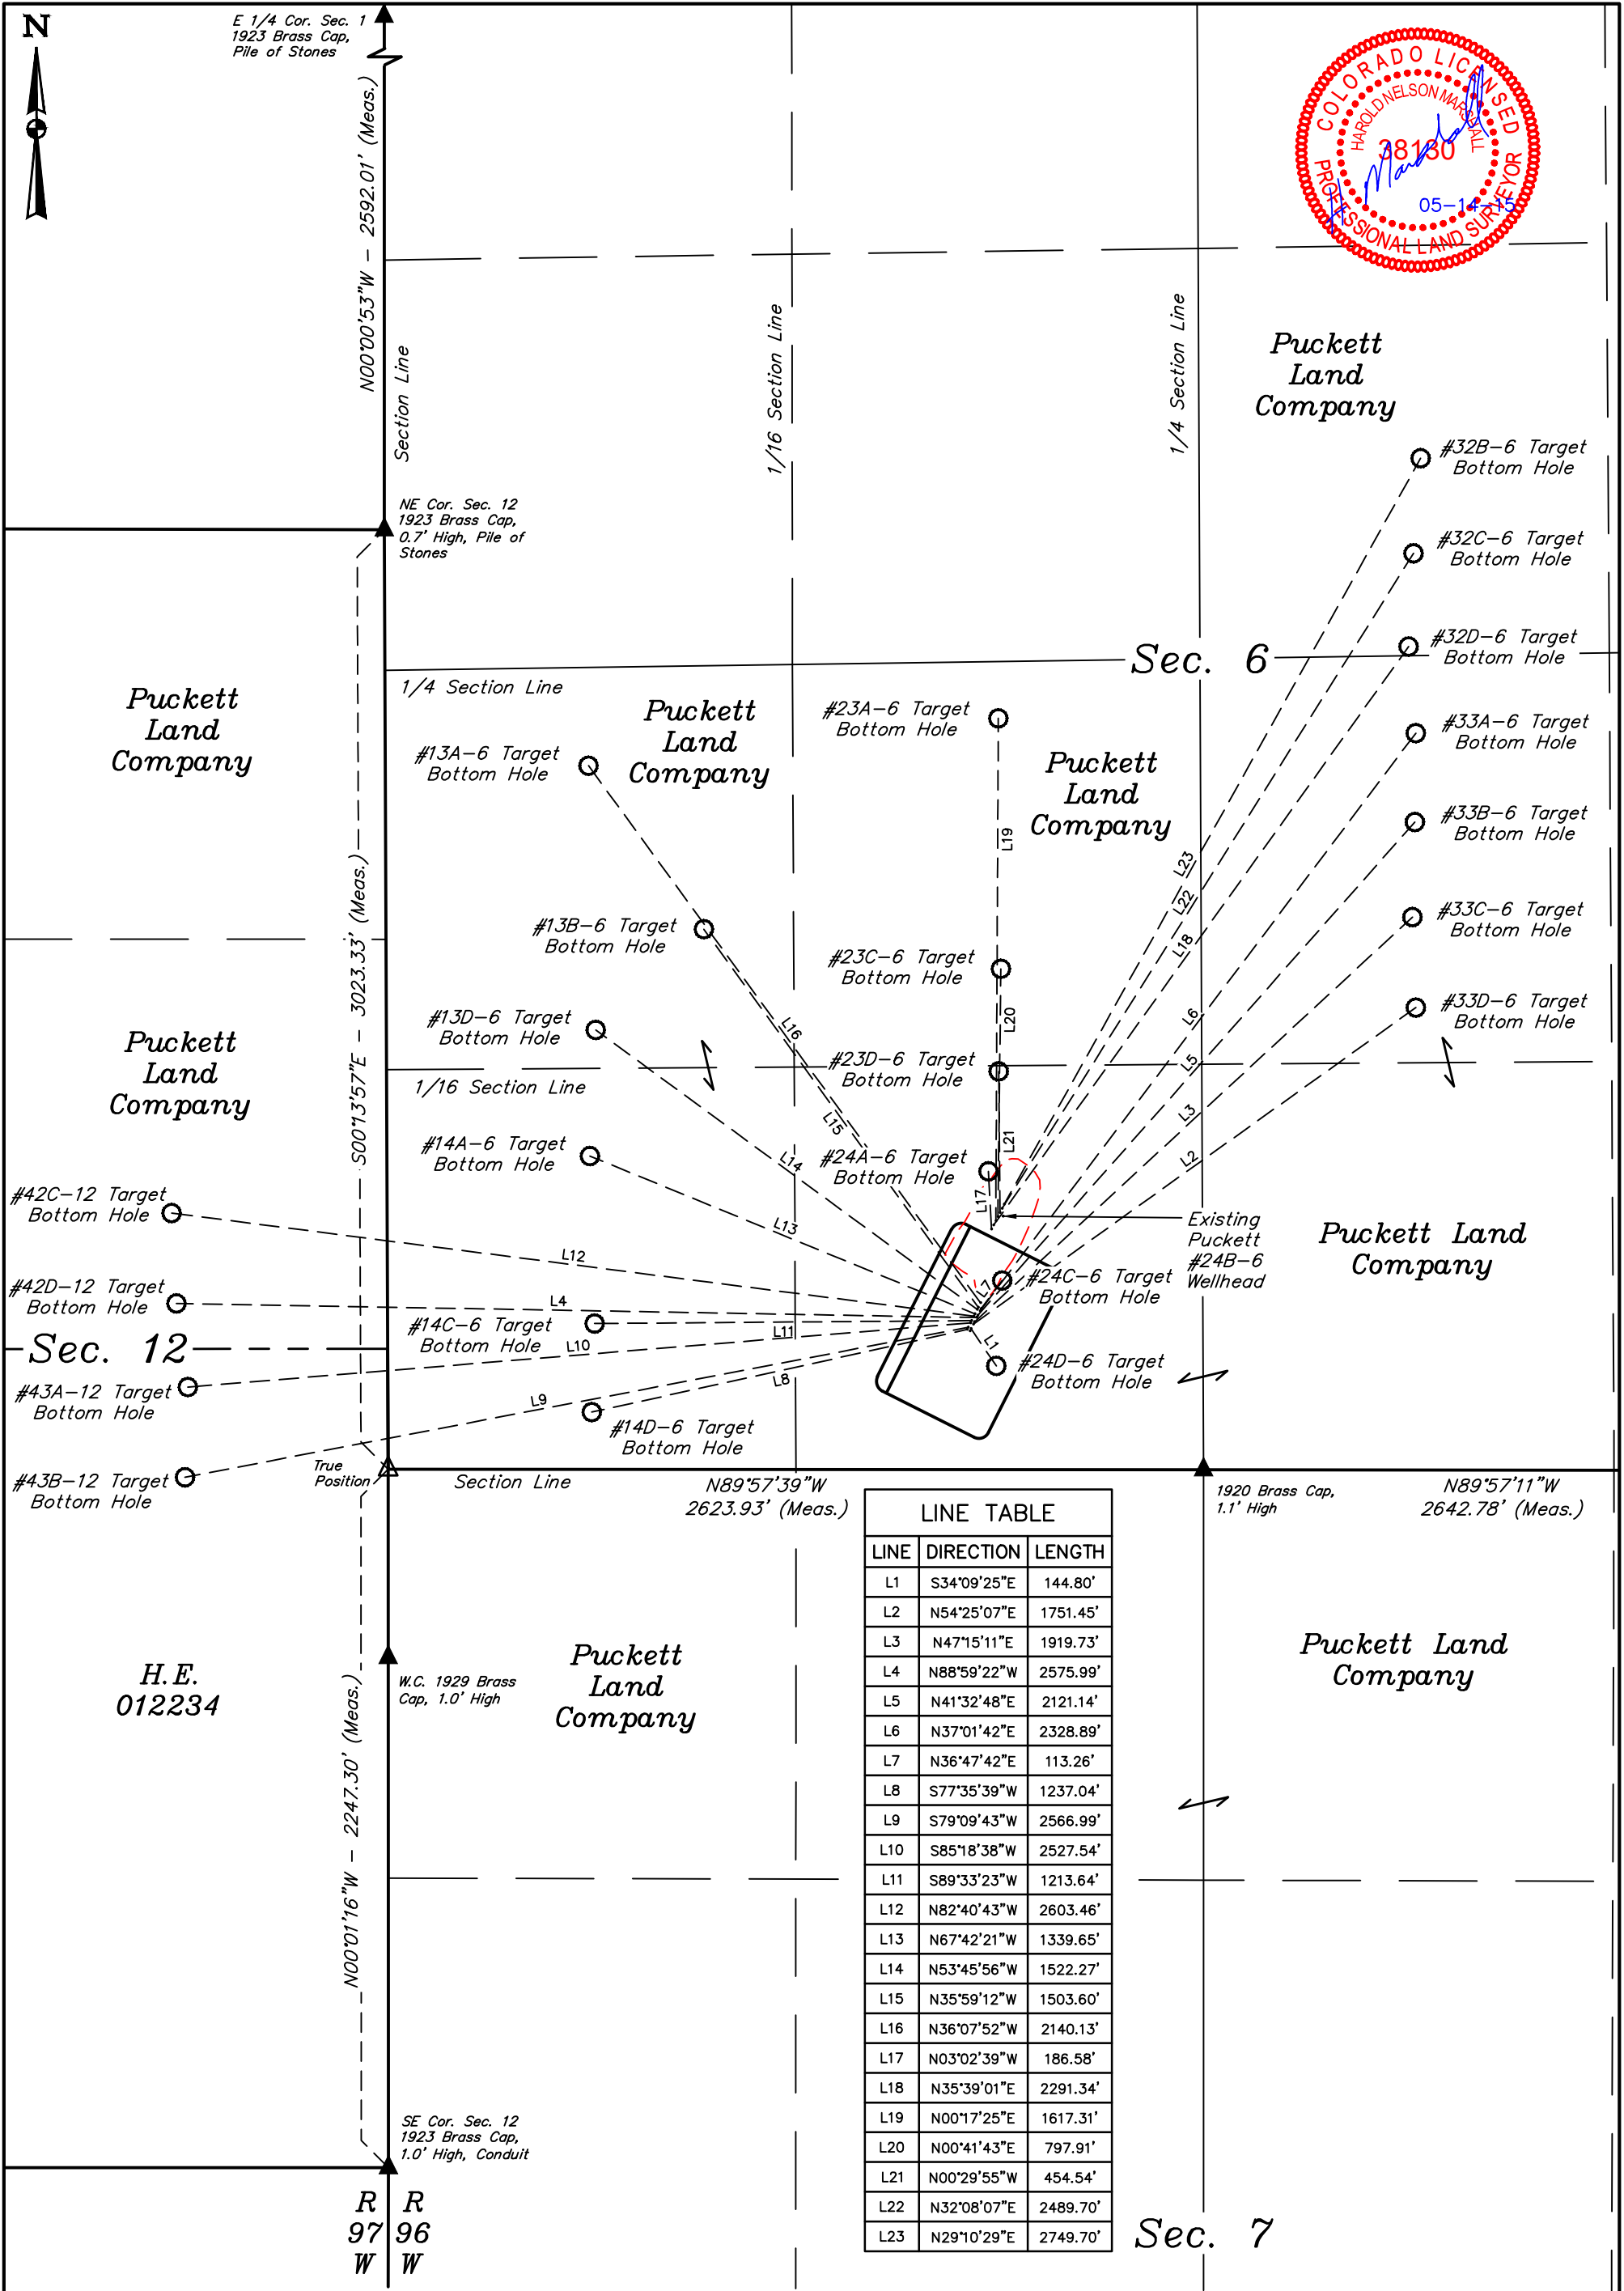 N
E 1/4 Cor. Sec. 1
1923 Brass Cap,
Pile of Stones
N00°00'53"W - 2592.01' (Meas.)
Section Line
1/16 Section Line
1/4 Section Line
COLORADO LICENSED
PROFESSIONAL LAND SURVEYOR
HAROLD NELSON MARSHALL
38130
05-14-15
Puckett
Land
Company
#32B-6 Target
Bottom Hole
NE Cor. Sec. 12
1923 Brass Cap,
0.7' High, Pile of
Stones
#32C-6 Target
Bottom Hole
Sec. 6
#32D-6 Target
Bottom Hole
1/4 Section Line
Puckett
Land
Company
Puckett
Land
Company
#23A-6 Target
Bottom Hole
#33A-6 Target
Bottom Hole
#13A-6 Target
Bottom Hole
Puckett
Land
Company
#33B-6 Target
Bottom Hole
L19
L23
L22
L18
S00°13'57"E - 3023.33' (Meas.)
#13B-6 Target
Bottom Hole
#23C-6 Target
Bottom Hole
#33C-6 Target
Bottom Hole
#13D-6 Target
Bottom Hole
L16
L20
L6
#33D-6 Target
Bottom Hole
Puckett
Land
Company
#23D-6 Target
Bottom Hole
L5
1/16 Section Line
L15
L3
L21
#14A-6 Target
Bottom Hole
L14
#24A-6 Target
Bottom Hole
L2
L17
#42C-12 Target
Bottom Hole
L13
L12
Existing
Puckett
#24B-6
Wellhead
Puckett Land
Company
#42D-12 Target
Bottom Hole
L4
L7
#24C-6 Target
Bottom Hole
#14C-6 Target
Bottom Hole
L11
L10
L1
Sec. 12
#24D-6 Target
Bottom Hole
#43A-12 Target
Bottom Hole
L9
L8
#14D-6 Target
Bottom Hole
True
Position
#43B-12 Target
Bottom Hole
Section Line
N89°57'39"W
2623.93' (Meas.)
1920 Brass Cap,
1.1' High
N89°57'11"W
2642.78' (Meas.)
LINE TABLE
LINE DIRECTION LENGTH
L1 S34°09'25"E 144.80'
L2 N54°25'07"E 1751.45'
L3 N47°15'11"E 1919.73'
L4 N88°59'22"W 2575.99'
L5 N41°32'48"E 2121.14'
L6 N37°01'42"E 2328.89'
L7 N36°47'42"E 113.26'
L8 S77°35'39"W 1237.04'
L9 S79°09'43"W 2566.99'
L10 S85°18'38"W 2527.54'
L11 S89°33'23"W 1213.64'
L12 N82°40'43"W 2603.46'
L13 N67°42'21"W 1339.65'
L14 N53°45'56"W 1522.27'
L15 N35°59'12"W 1503.60'
L16 N36°07'52"W 2140.13'
L17 N03°02'39"W 186.58'
L18 N35°39'01"E 2291.34'
L19 N00°17'25"E 1617.31'
L20 N00°41'43"E 797.91'
L21 N00°29'55"W 454.54'
L22 N32°08'07"E 2489.70'
L23 N29°10'29"E 2749.70'
H.E.
012234
W.C. 1929 Brass
Cap, 1.0' High
Puckett
Land
Company
Puckett Land
Company
N00°01'16"W - 2247.30' (Meas.)
SE Cor. Sec. 12
1923 Brass Cap,
1.0' High, Conduit
R R
97 96
W W
Sec. 7